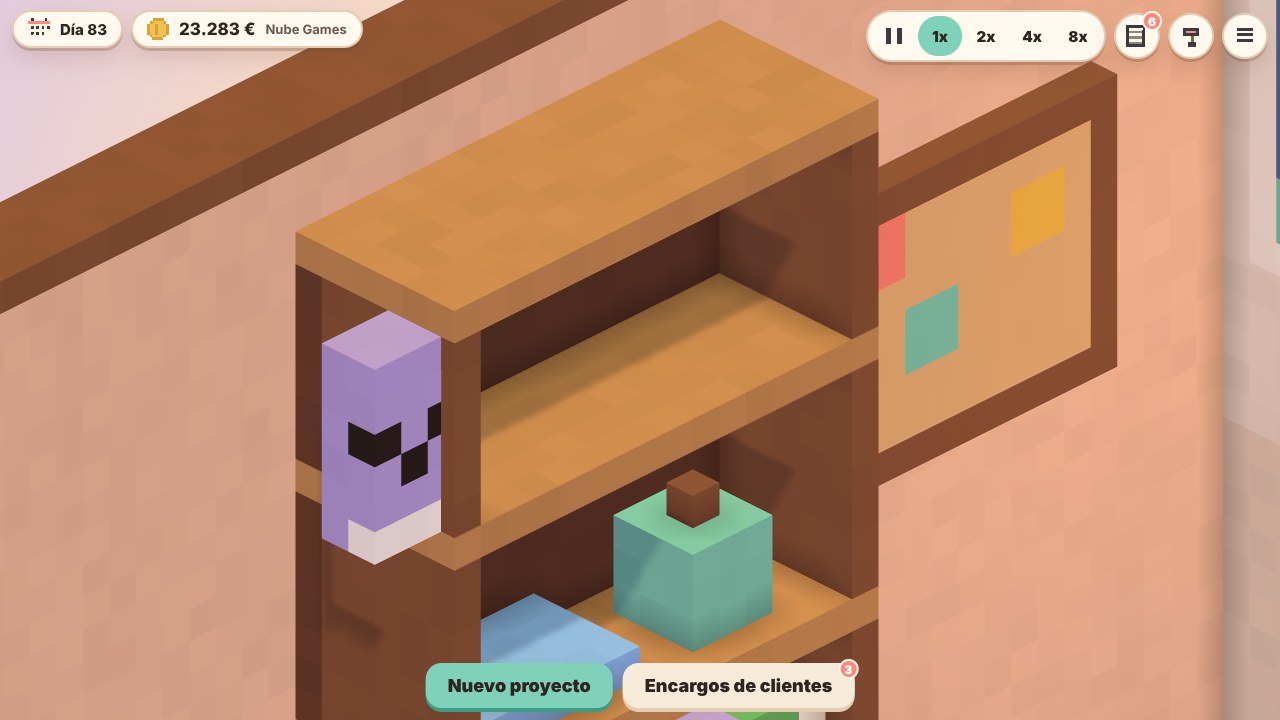 Día 83
23.283 €
Nube Games
1x
2x
4x
8x
6
Nuevo proyecto
Encargos de clientes
3